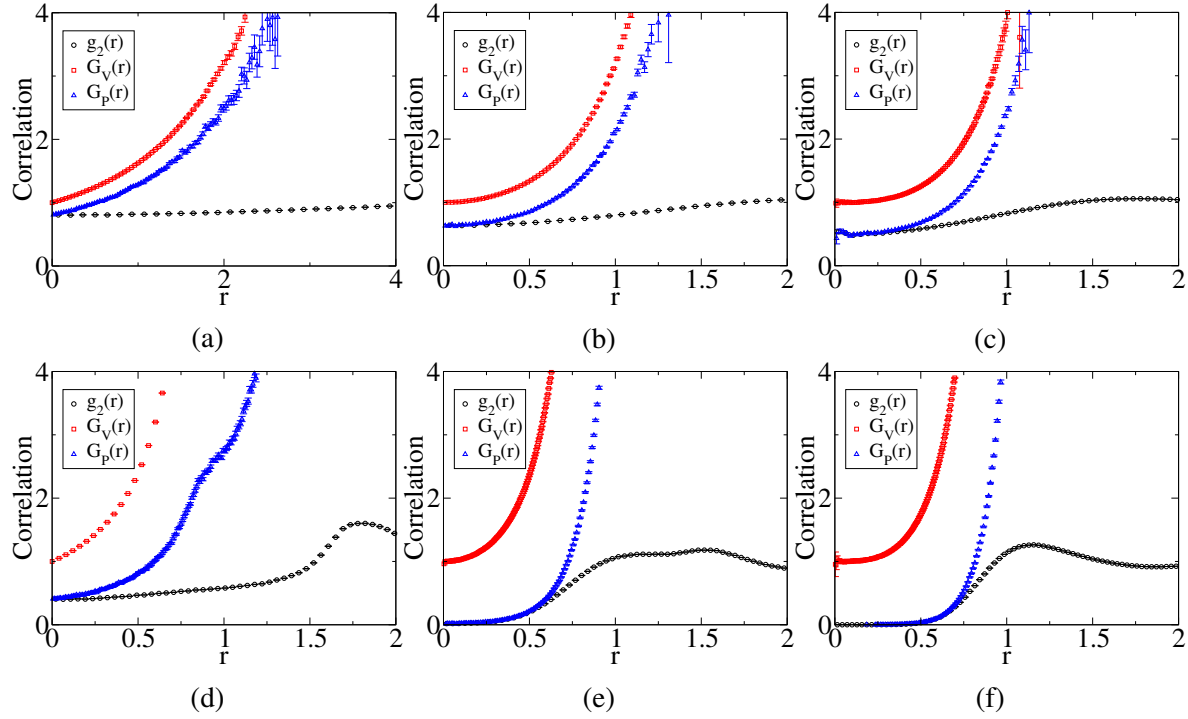 4
g2(r)
GV(r)
GP(r)
Correlation
2
0
0 2 4
r
(a)
4
g2(r)
GV(r)
GP(r)
Correlation
2
0
0 0.5 1 1.5 2
r
(b)
4
g2(r)
GV(r)
GP(r)
Correlation
2
0
0 0.5 1 1.5 2
r
(c)
4
g2(r)
GV(r)
GP(r)
Correlation
2
0
0 0.5 1 1.5 2
r
(d)
4
g2(r)
GV(r)
GP(r)
Correlation
2
0
0 0.5 1 1.5 2
r
(e)
4
g2(r)
GV(r)
GP(r)
Correlation
2
0
0 0.5 1 1.5 2
r
(f)